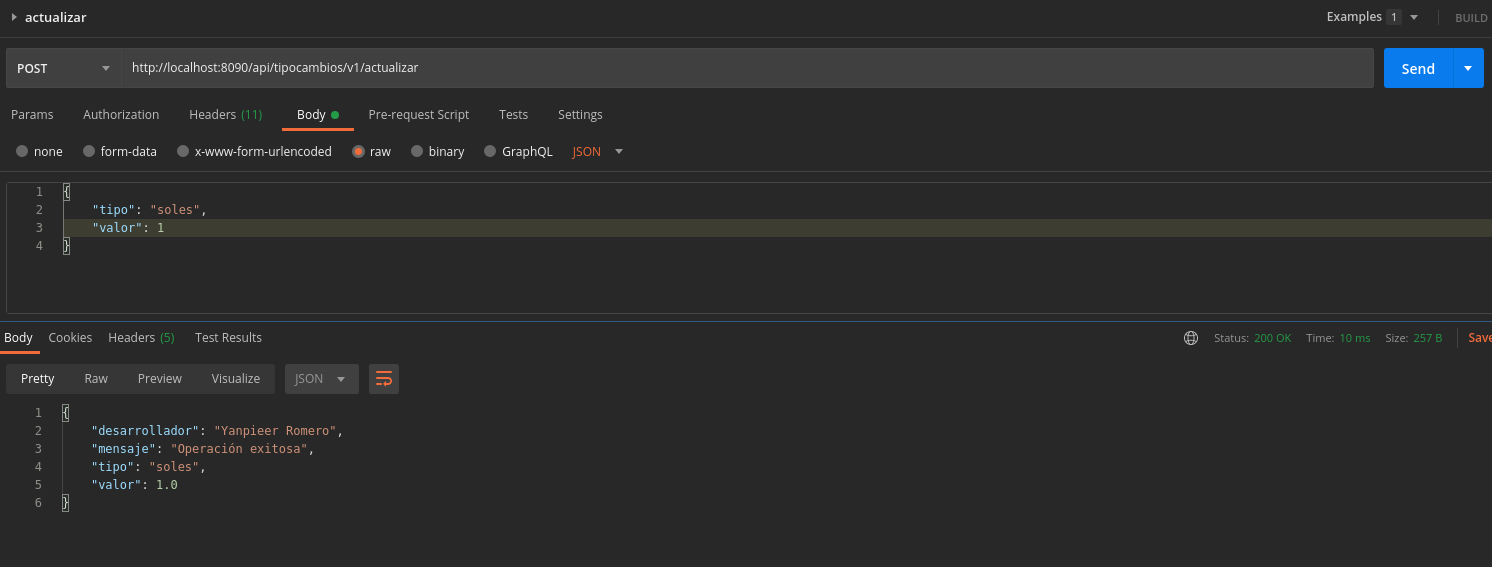 actualizar Examples 1 BUILD
POST http://localhost:8090/api/tipocambios/v1/actualizar Send
Params Authorization Headers (11) Body Pre-request Script Tests Settings
none form-data x-www-form-urlencoded raw binary GraphQL JSON
1 {
2 "tipo": "soles",
3 "valor": 1
4 }
Body Cookies Headers (5) Test Results Status: 200 OK Time: 10 ms Size: 257 B Save
Pretty Raw Preview Visualize JSON
1 {
2 "desarrollador": "Yanpieer Romero",
3 "mensaje": "Operación exitosa",
4 "tipo": "soles",
5 "valor": 1.0
6 }